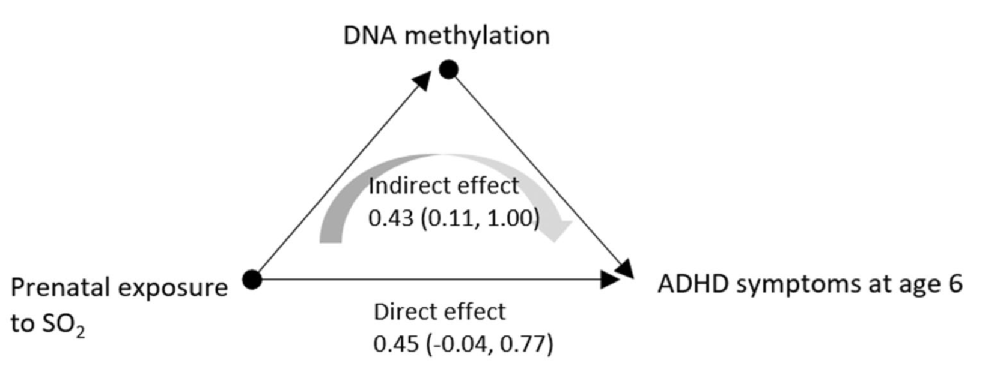 DNA methylation
Indirect effect
0.43 (0.11, 1.00)
Prenatal exposure
to SO₂
ADHD symptoms at age 6
Direct effect
0.45 (-0.04, 0.77)